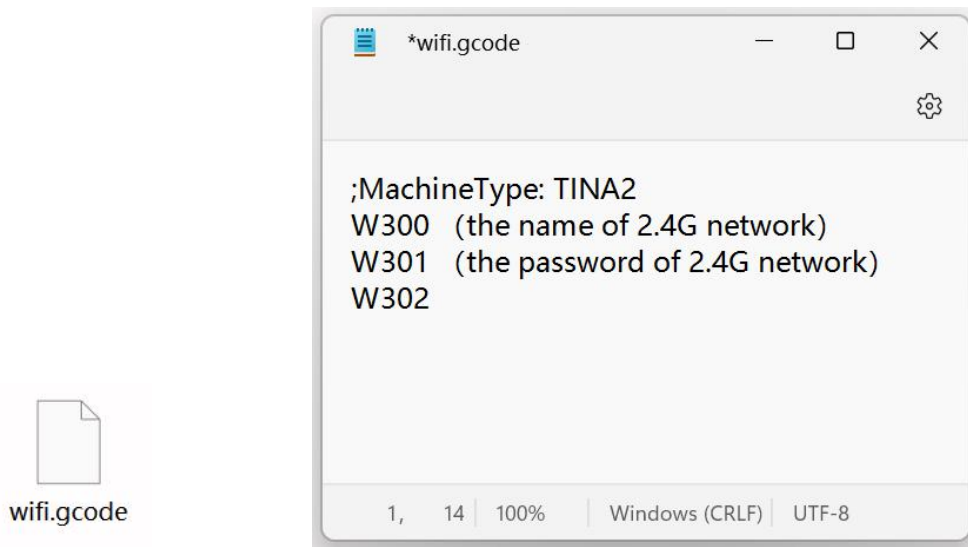 *wifi.gcode
;MachineType: TINA2
W300 (the name of 2.4G network)
W301 (the password of 2.4G network)
W302
wifi.gcode
1, 14 100% Windows (CRLF) UTF-8